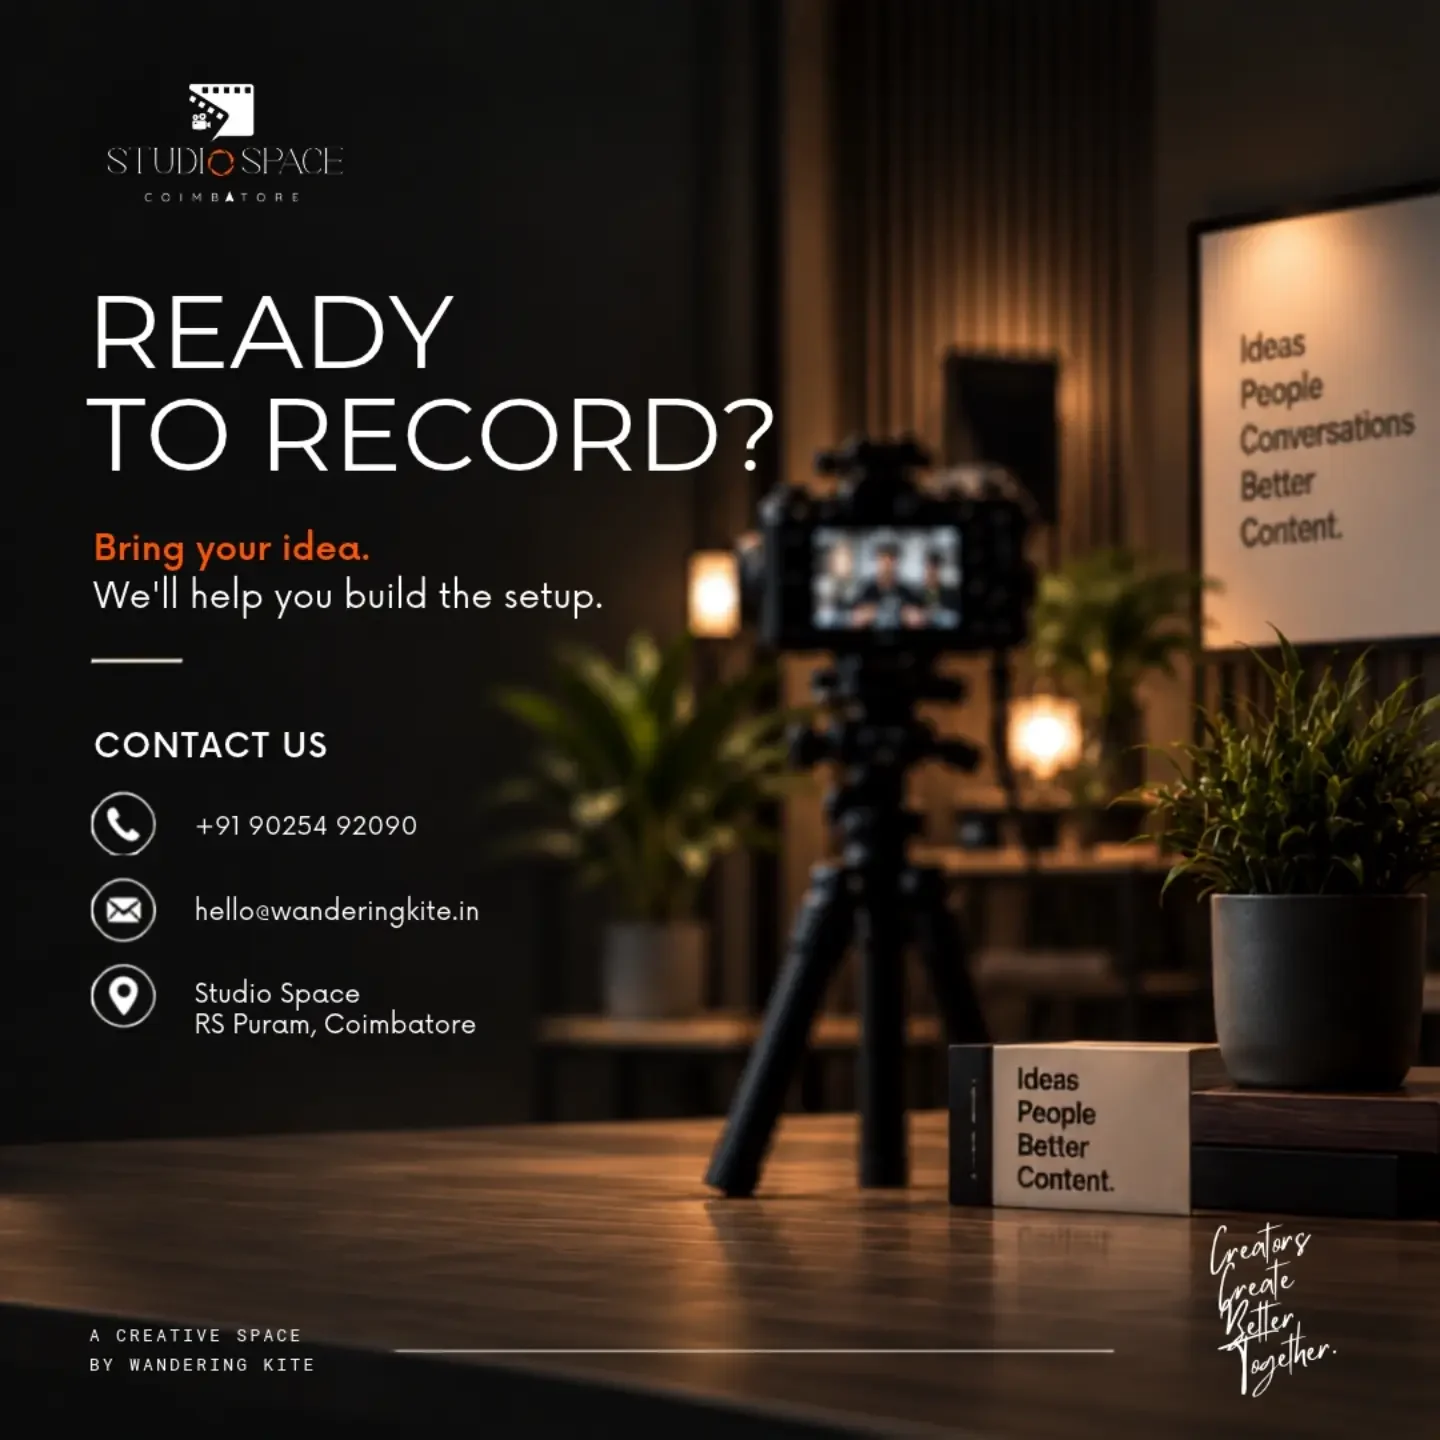 STUDIO SPACE
COIMBATORE
READY
TO RECORD?
Bring your idea.
We'll help you build the setup.
CONTACT US
+91 90254 92090
hello@wanderingkite.in
Studio Space
RS Puram, Coimbatore
Ideas
People
Conversations
Better
Content.
Ideas
People
Better
Content.
A CREATIVE SPACE
BY WANDERING KITE
Creators
Create
Better
Together.